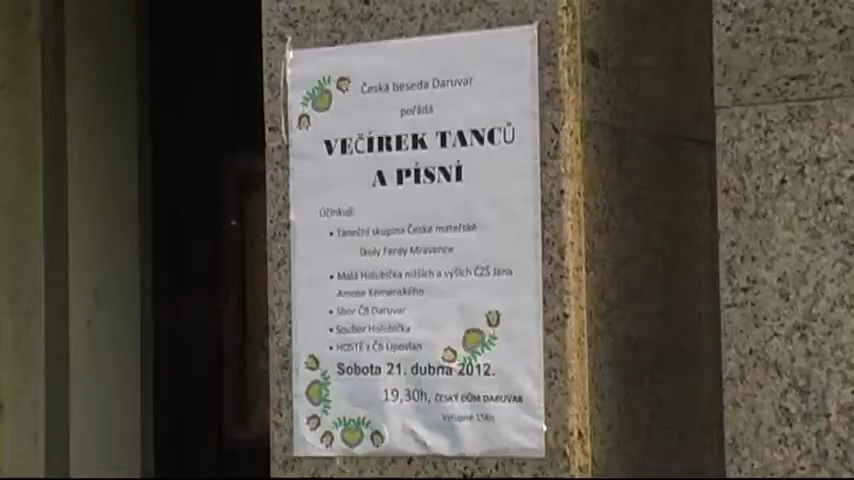 Česká beseda Daruvar
pořádá
VEČÍREK TANCŮ
A PÍSNÍ
Účinkují:
• Taneční skupina České mateřské
školy Ferdy Mravence
• Malá Holubička nižších a vyších ČZŠ Jana
Amose Komenského
• Sbor ČB Daruvar
• Soubor Holubička
• HOSTÉ z ČB Lipovlan
Sobota 21. dubna 2012.
19,30h, ČESKÝ DŮM DARUVAR